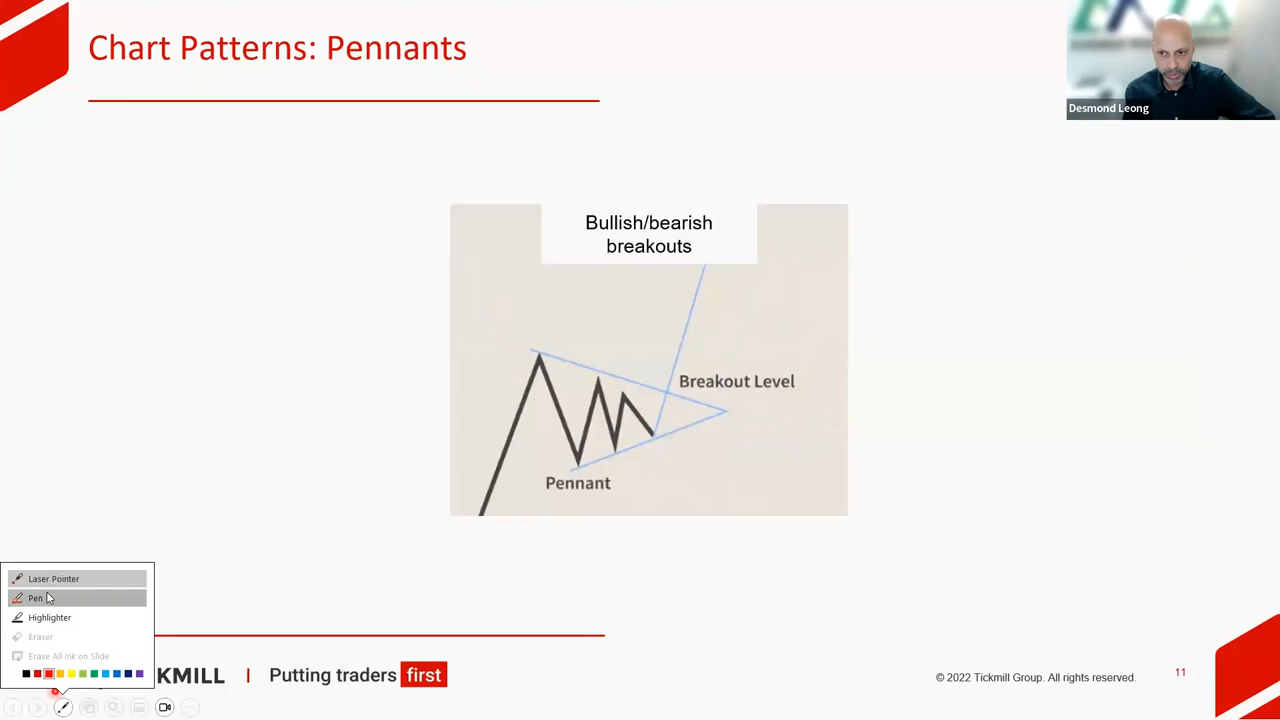 Chart Patterns: Pennants
Desmond Leong
Bullish/bearish
breakouts
Breakout Level
Pennant
Laser Pointer
Pen
Highlighter
Eraser
Erase All Ink on Slide
KMILL
Putting traders first
© 2022 Tickmill Group. All rights reserved.
11